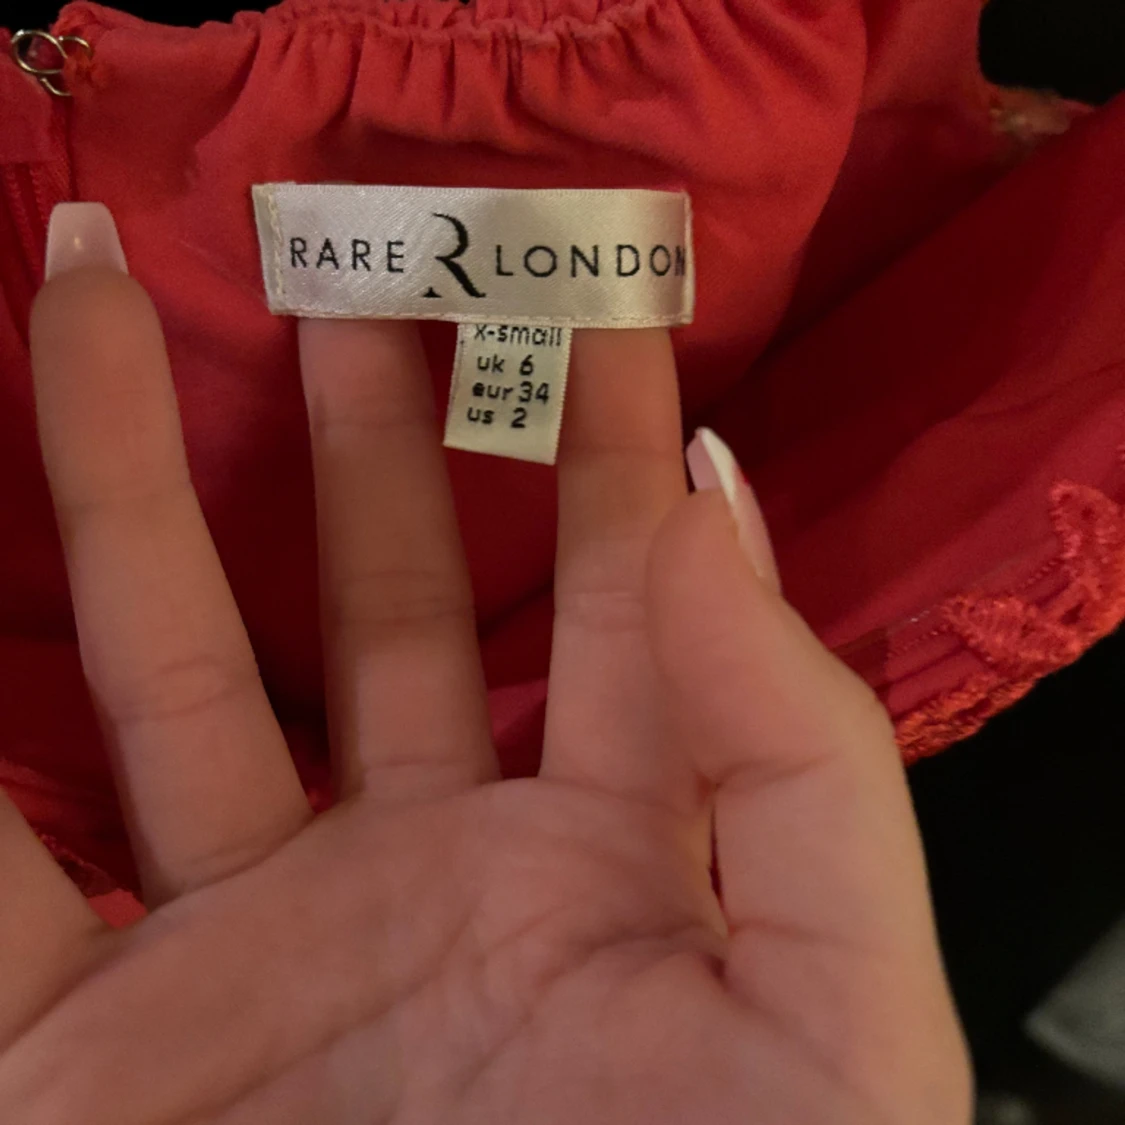 RARE R LONDON
x-small
uk 6
eur 34
us 2